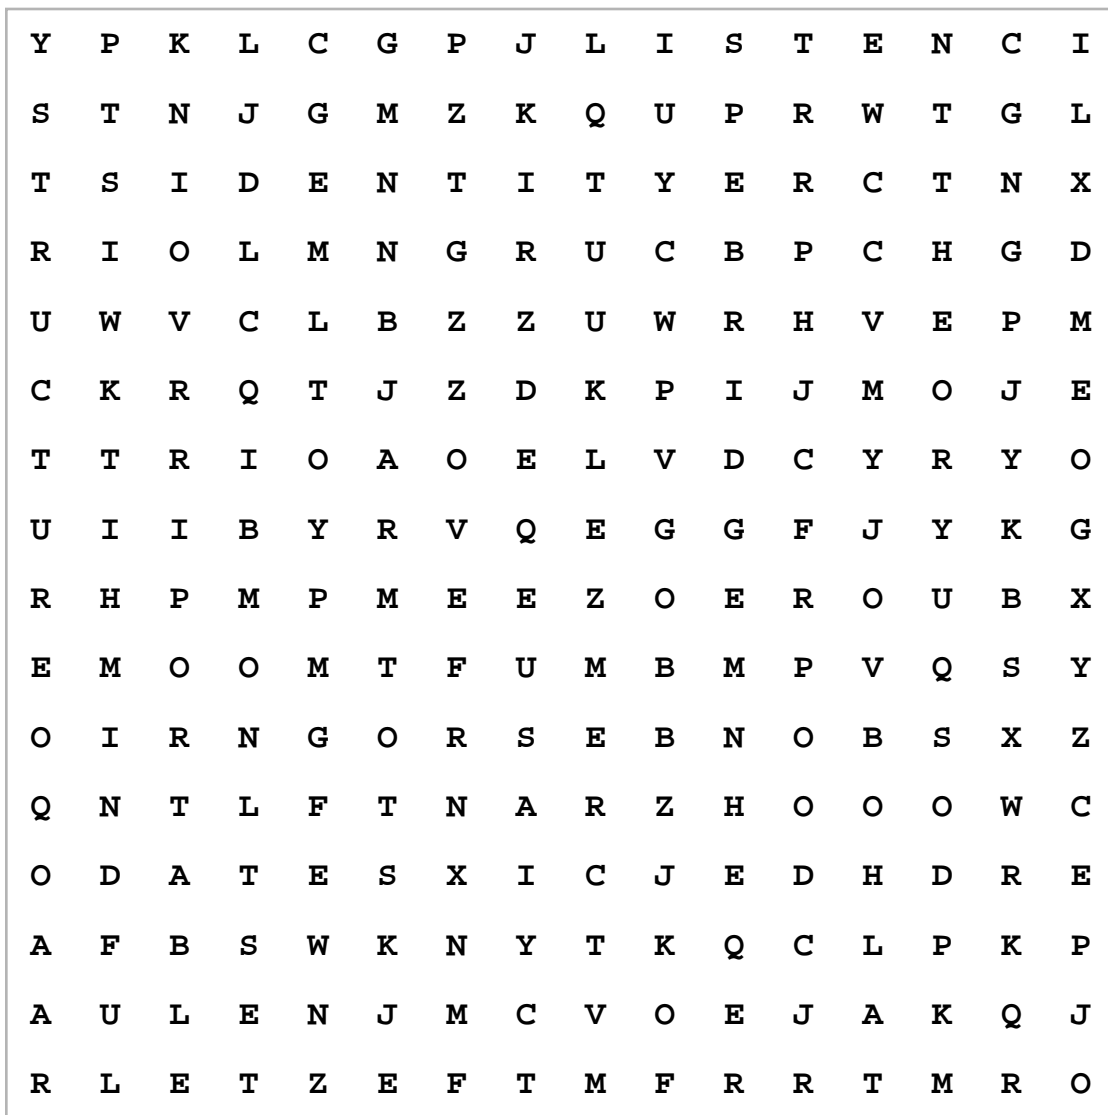 Y P K L C G P J L I S T E N C I
S T N J G M Z K Q U P R W T G L
T S I D E N T I T Y E R C T N X
R I O L M N G R U C B P C H G D
U W V C L B Z Z U W R H V E P M
C K R Q T J Z D K P I J M O J E
T T R I O A O E L V D C Y R Y O
U I I B Y R V Q E G G F J Y K G
R H P M P M E E Z O E R O U B X
E M O O M T F U M B M P V Q S Y
O I R N G O R S E B N O B S X Z
Q N T L F T N A R Z H O O O W C
O D A T E S X I C J E D H D R E
A F B S W K N Y T K Q C L P K P
A U L E N J M C V O E J A K Q J
R L E T Z E F T M F R R T M R O